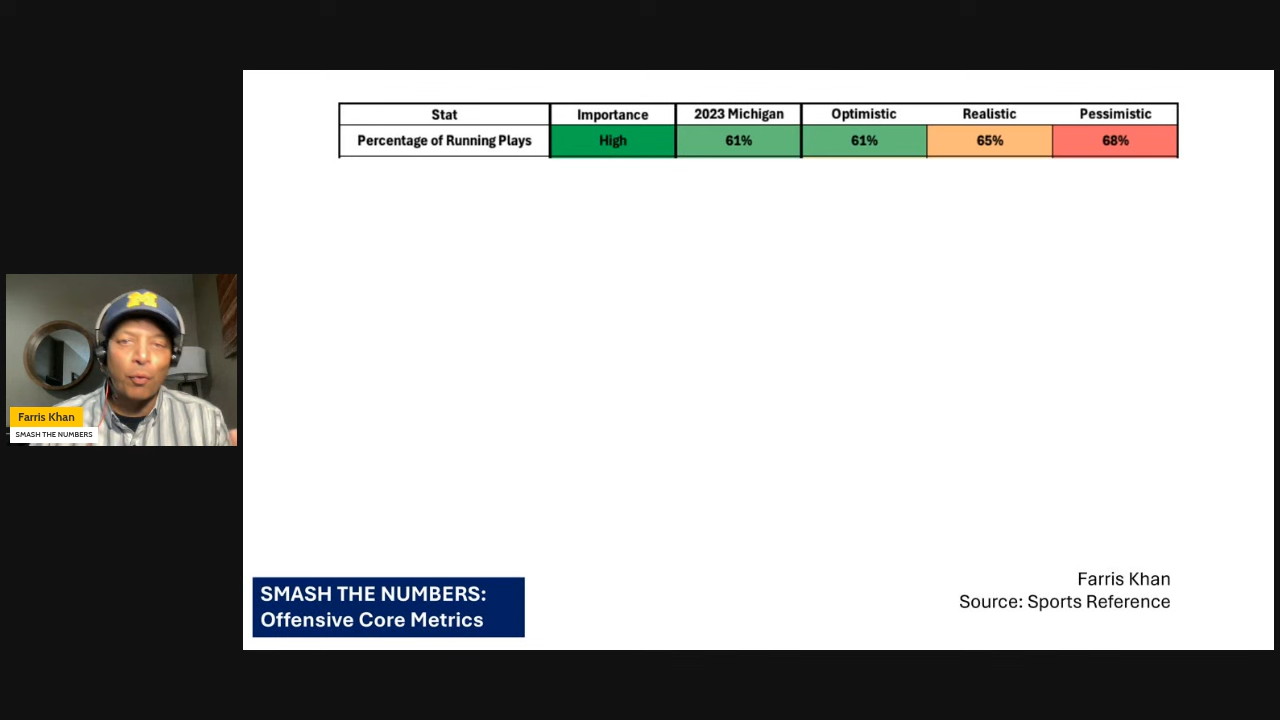 Stat Importance 2023 Michigan Optimistic Realistic Pessimistic
Percentage of Running Plays High 61% 61% 65% 68%
M
Farris Khan
SMASH THE NUMBERS
SMASH THE NUMBERS:
Offensive Core Metrics
Farris Khan
Source: Sports Reference